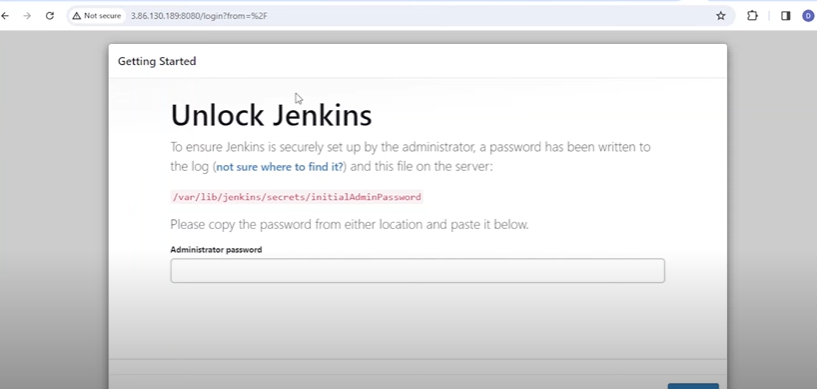 Not secure 3.86.130.189:8080/login?from=%2F
D
Getting Started
Unlock Jenkins
To ensure Jenkins is securely set up by the administrator, a password has been written to
the log (not sure where to find it?) and this file on the server:
/var/lib/jenkins/secrets/initialAdminPassword
Please copy the password from either location and paste it below.
Administrator password